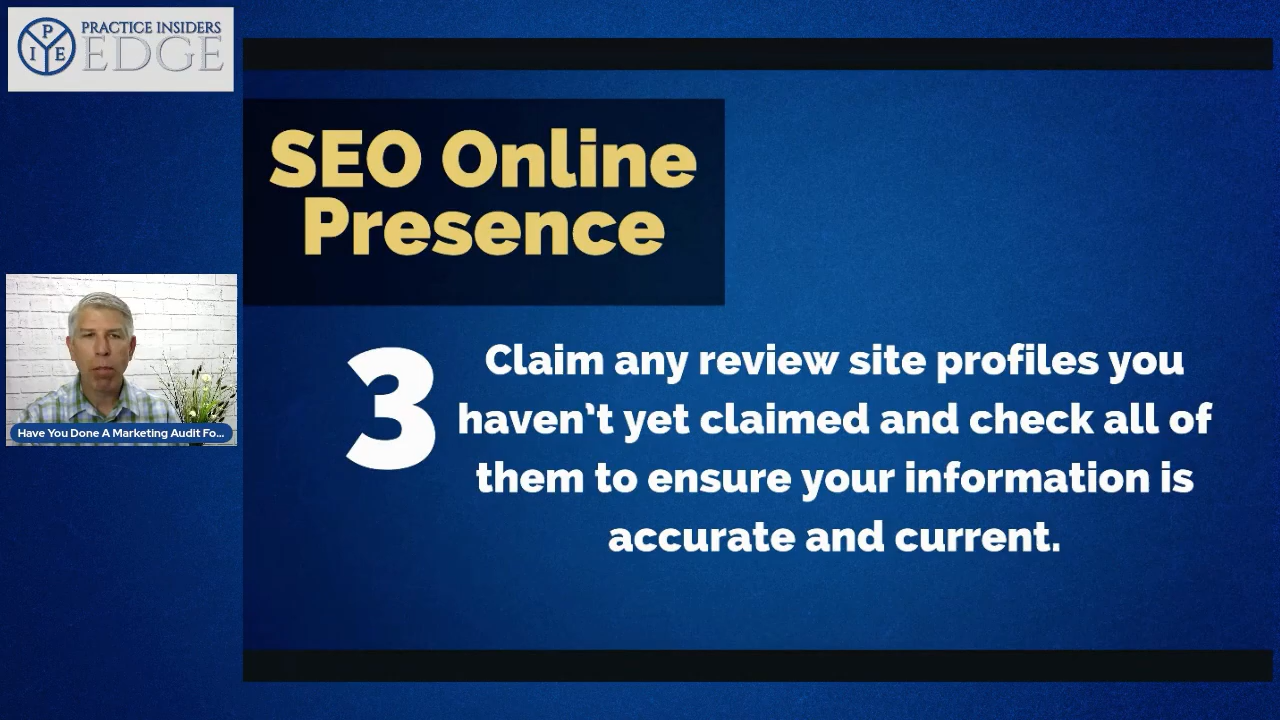 PIE
PRACTICE INSIDERS
EDGE
SEO Online
Presence
3
Claim any review site profiles you
haven’t yet claimed and check all of
them to ensure your information is
accurate and current.
Have You Done A Marketing Audit Fo...